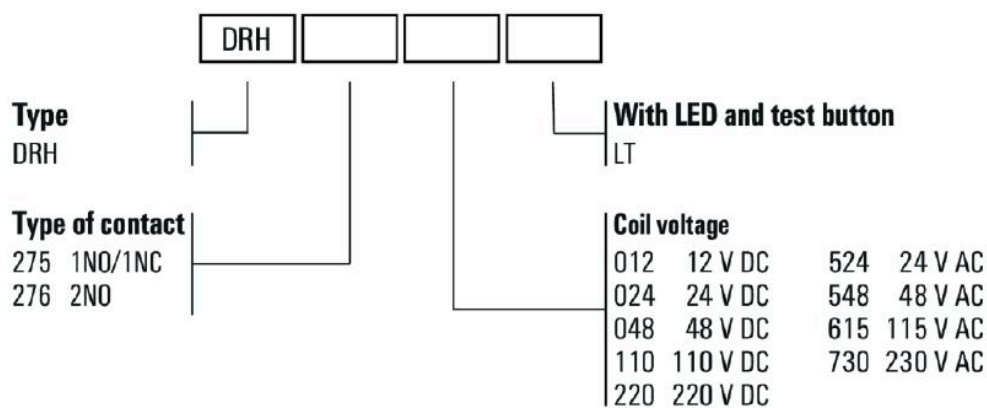 DRH
Type
DRH
With LED and test button
LT
Type of contact
275 1NO/1NC
276 2NO
Coil voltage
012 12 V DC 524 24 V AC
024 24 V DC 548 48 V AC
048 48 V DC 615 115 V AC
110 110 V DC 730 230 V AC
220 220 V DC